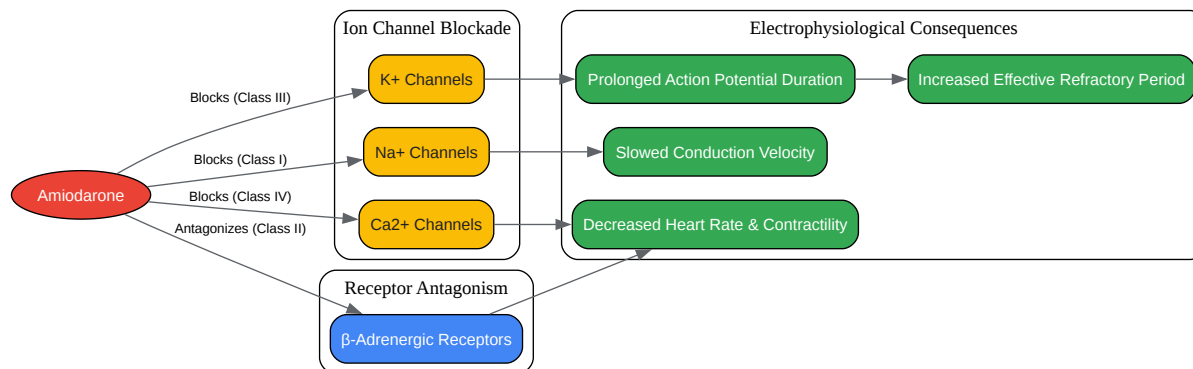 Ion Channel Blockade
Electrophysiological Consequences
K+ Channels
Prolonged Action Potential Duration
Increased Effective Refractory Period
Blocks (Class III)
Na+ Channels
Slowed Conduction Velocity
Blocks (Class I)
Amiodarone
Blocks (Class IV)
Ca2+ Channels
Decreased Heart Rate & Contractility
Antagonizes (Class II)
Receptor Antagonism
β-Adrenergic Receptors